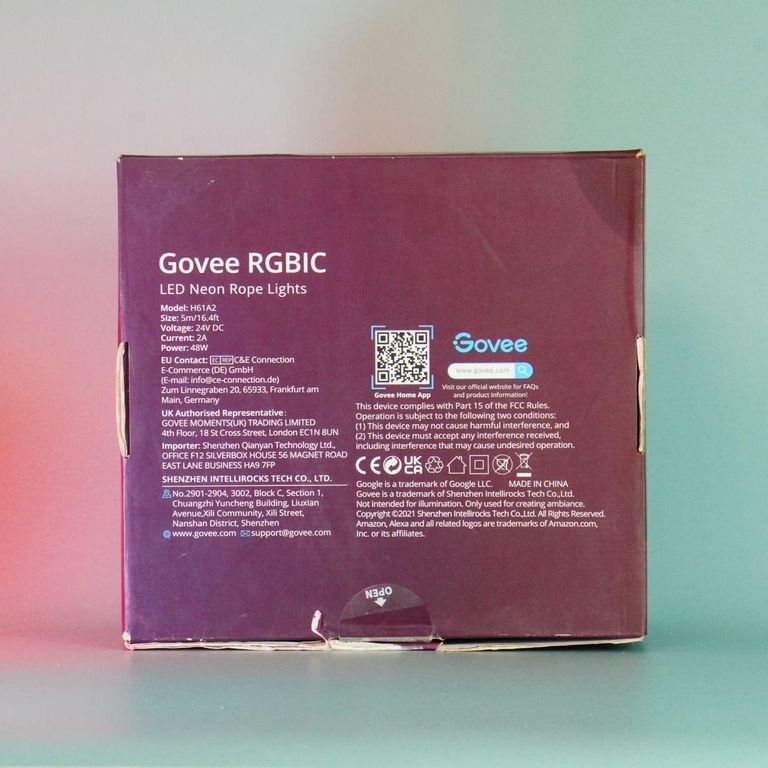 Govee RGBIC
LED Neon Rope Lights
Model: H61A2
Size: 5m/16.4ft
Voltage: 24V DC
Current: 2A
Power: 48W
EU Contact: EC REP C&E Connection
E-Commerce (DE) GmbH
(E-mail: info@ce-connection.de)
Zum Linnegraben 20, 65933, Frankfurt am
Main, Germany
UK Authorised Representative:
GOVEE MOMENTS(UK) TRADING LIMITED
4th Floor, 18 St Cross Street, London EC1N 8UN
Importer: Shenzhen Qianyan Technology Ltd.,
OFFICE F12 SILVERBOX HOUSE 56 MAGNET ROAD
EAST LANE BUSINESS HA9 7FP
SHENZHEN INTELLIROCKS TECH CO., LTD.
No.2901-2904, 3002, Block C, Section 1,
Chuangzhi Yuncheng Building, Liuxian
Avenue,Xili Community, Xili Street,
Nanshan District, Shenzhen
www.govee.com support@govee.com
Govee Home App
Govee
www.govee.com
Visit our official website for FAQs
and product information!
This device complies with Part 15 of the FCC Rules.
Operation is subject to the following two conditions:
(1) This device may not cause harmful interference, and
(2) This device must accept any interference received,
including interference that may cause undesired operation.
CE UK CA
Google is a trademark of Google LLC. MADE IN CHINA
Govee is a trademark of Shenzhen Intellirocks Tech Co.,Ltd.
Not intended for illumination. Only used for creating ambiance.
Copyright ©2021 Shenzhen Intellirocks Tech Co.,Ltd. All Rights Reserved.
Amazon, Alexa and all related logos are trademarks of Amazon.com,
Inc. or its affiliates.
OPEN